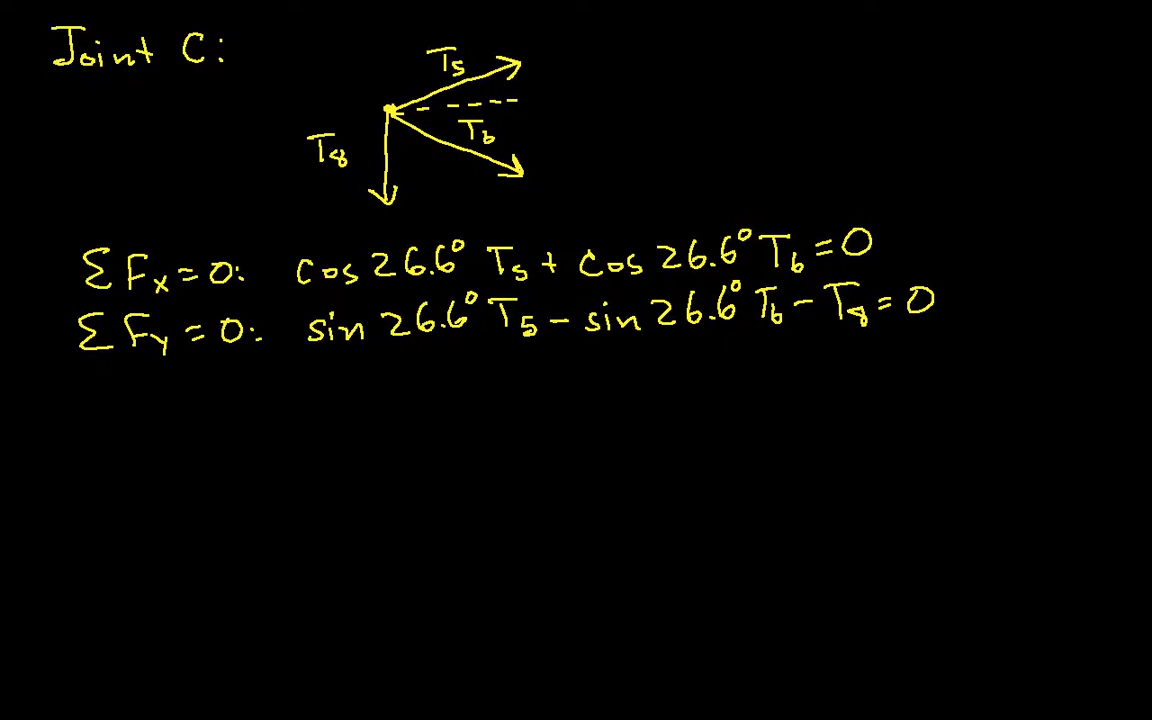 Joint C:
T₅
T₆
T₈
ΣFₓ=0: cos 26.6° T₅ + cos 26.6° T₆ = 0
ΣFᵧ=0: sin 26.6° T₅ - sin 26.6° T₆ - T₈ = 0